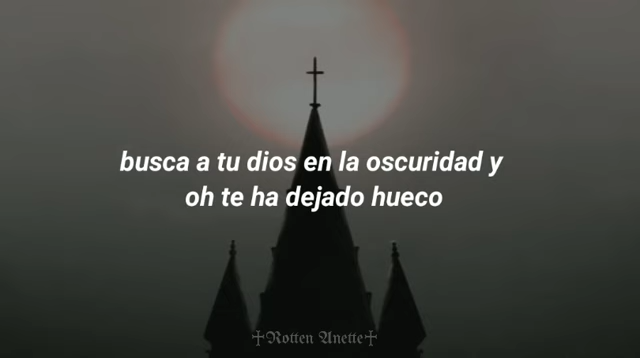 busca a tu dios en la oscuridad y
oh te ha dejado hueco
♰Rotten Anette♰